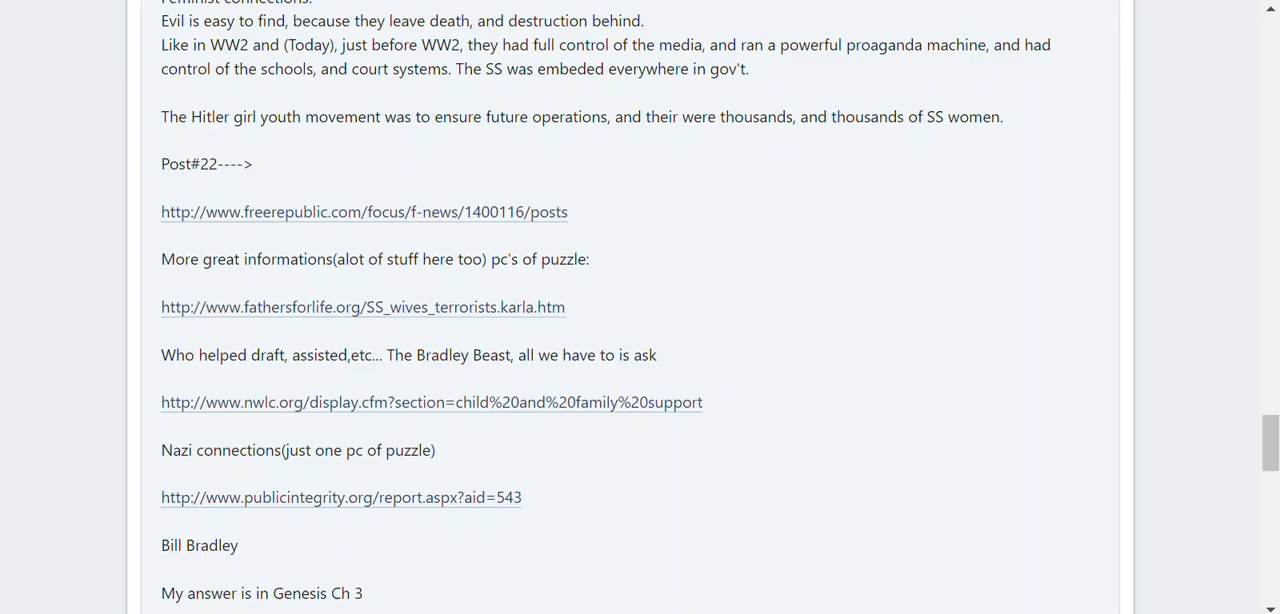 Feminist connections.
Evil is easy to find, because they leave death, and destruction behind.
Like in WW2 and (Today), just before WW2, they had full control of the media, and ran a powerful proaganda machine, and had
control of the schools, and court systems. The SS was embeded everywhere in gov't.
The Hitler girl youth movement was to ensure future operations, and their were thousands, and thousands of SS women.
Post#22---->
http://www.freerepublic.com/focus/f-news/1400116/posts
More great informations(alot of stuff here too) pc's of puzzle:
http://www.fathersforlife.org/SS_wives_terrorists.karla.htm
Who helped draft, assisted,etc... The Bradley Beast, all we have to is ask
http://www.nwlc.org/display.cfm?section=child%20and%20family%20support
Nazi connections(just one pc of puzzle)
http://www.publicintegrity.org/report.aspx?aid=543
Bill Bradley
My answer is in Genesis Ch 3